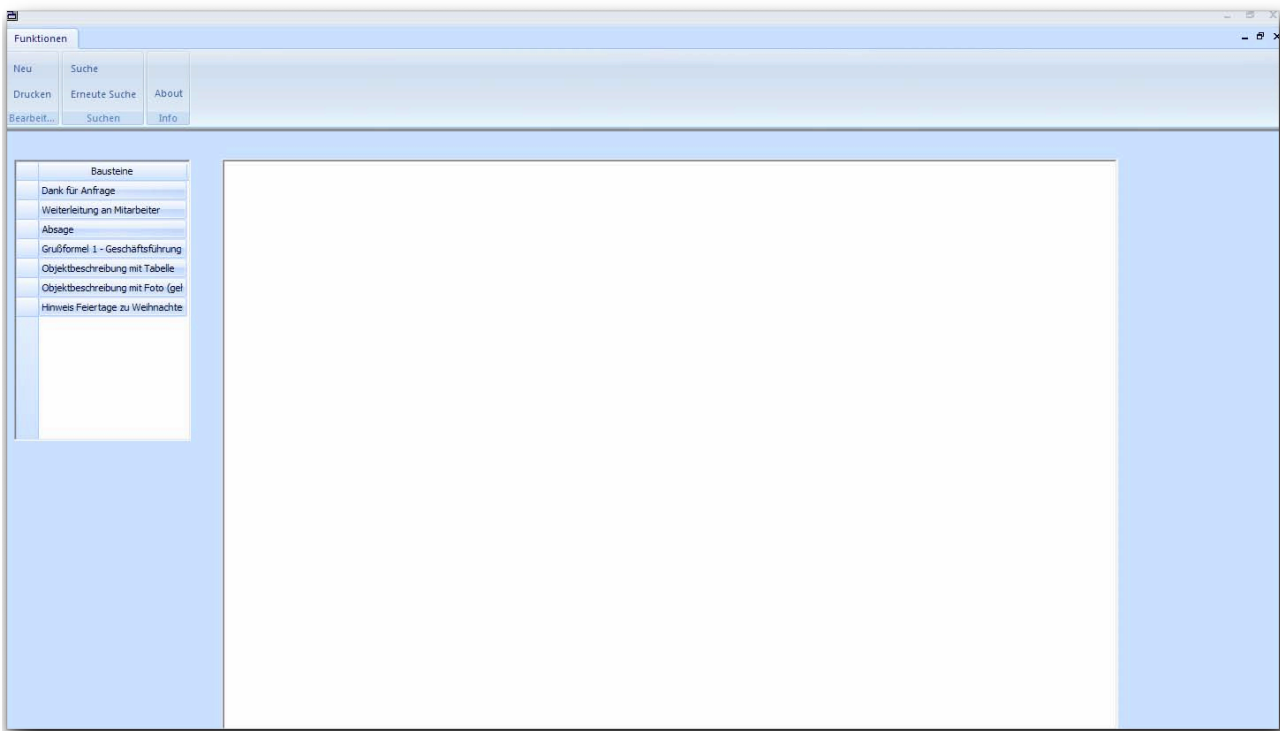 Funktionen
Neu
Suche
Drucken
Erneute Suche
About
Bearbeit...
Suchen
Info
Bausteine
Dank für Anfrage
Weiterleitung an Mitarbeiter
Absage
Grußformel 1 - Geschäftsführung
Objektbeschreibung mit Tabelle
Objektbeschreibung mit Foto (gel
Hinweis Feiertage zu Weihnachte